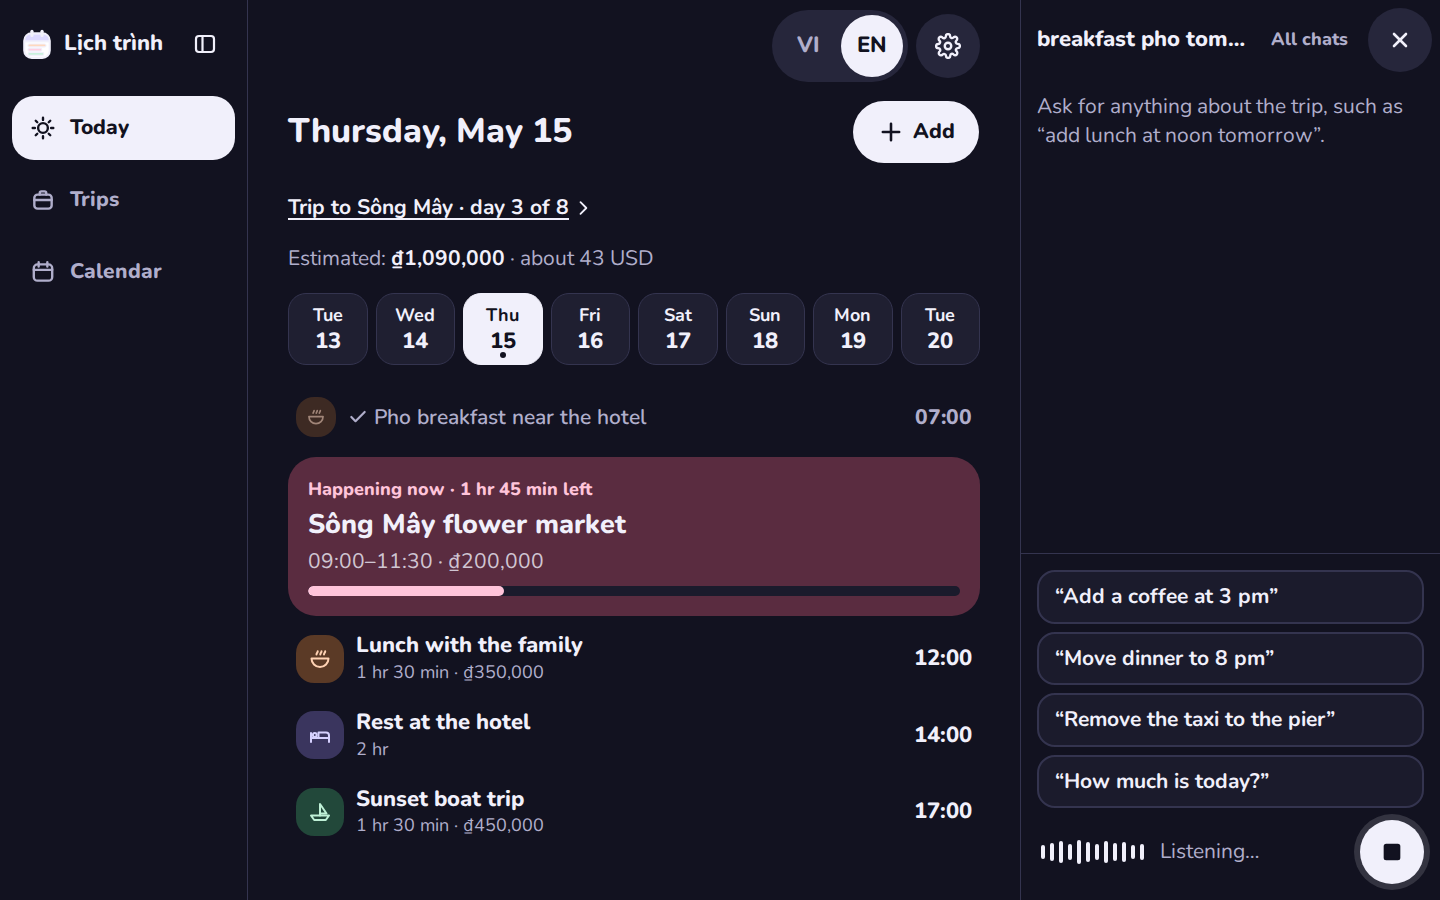 Lịch trình
Today
Trips
Calendar
VI
EN
Thursday, May 15
Add
Trip to Sông Mây · day 3 of 8
Estimated: ₫1,090,000 · about 43 USD
Tue
13
Wed
14
Thu
15
Fri
16
Sat
17
Sun
18
Mon
19
Tue
20
Pho breakfast near the hotel
07:00
Happening now · 1 hr 45 min left
Sông Mây flower market
09:00–11:30 · ₫200,000
Lunch with the family
1 hr 30 min · ₫350,000
12:00
Rest at the hotel
2 hr
14:00
Sunset boat trip
1 hr 30 min · ₫450,000
17:00
breakfast pho tom...
All chats
Ask for anything about the trip, such as
“add lunch at noon tomorrow”.
“Add a coffee at 3 pm”
“Move dinner to 8 pm”
“Remove the taxi to the pier”
“How much is today?”
Listening...